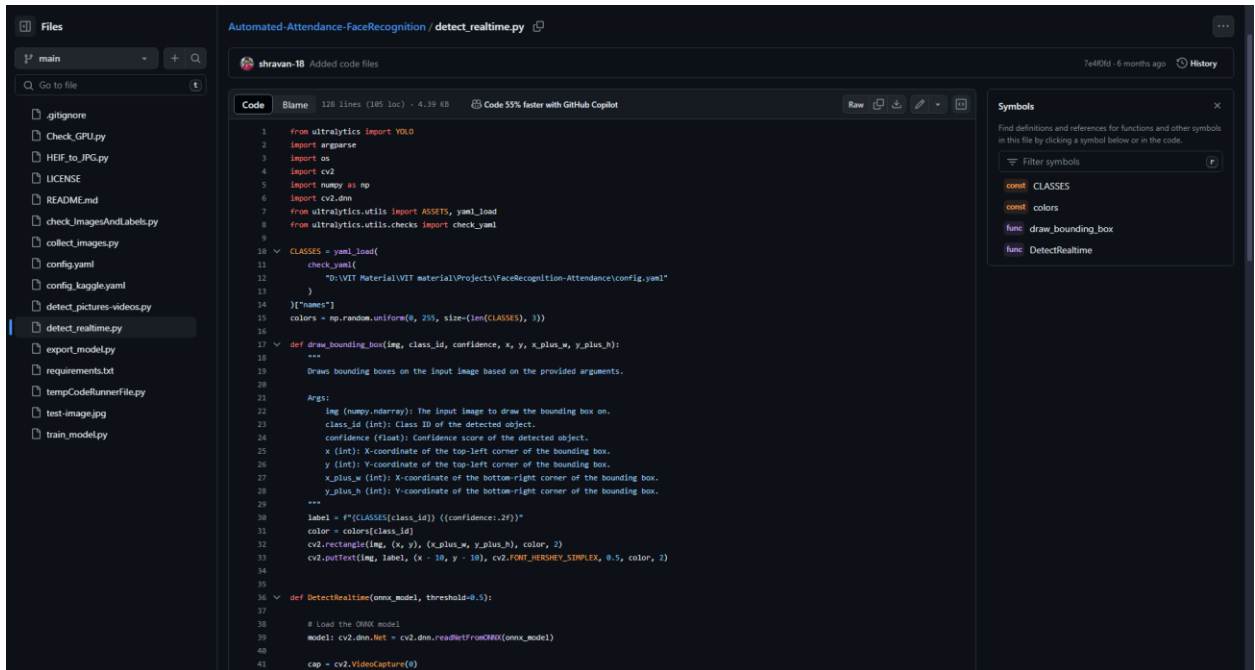 Files
main
Go to file
t
.gitignore
Check_GPU.py
HEIF_to_JPG.py
LICENSE
README.md
check_ImagesAndLabels.py
collect_images.py
config.yaml
config_kaggle.yaml
detect_pictures-videos.py
detect_realtime.py
export_model.py
requirements.txt
tempCodeRunnerFile.py
test-image.jpg
train_model.py
Automated-Attendance-FaceRecognition / detect_realtime.py
shravan-18 Added code files
7e4f0fd · 6 months ago History
Code Blame 128 lines (105 loc) · 4.39 KB Code 55% faster with GitHub Copilot
Raw
1 from ultralytics import YOLO
2 import argparse
3 import os
4 import cv2
5 import numpy as np
6 import cv2.dnn
7 from ultralytics.utils import ASSETS, yaml_load
8 from ultralytics.utils.checks import check_yaml
9
10 CLASSES = yaml_load(
11 check_yaml(
12 "D:\VIT Material\VIT material\Projects\FaceRecognition-Attendance\config.yaml"
13 )
14 )["names"]
15 colors = np.random.uniform(0, 255, size=(len(CLASSES), 3))
16
17 def draw_bounding_box(img, class_id, confidence, x, y, x_plus_w, y_plus_h):
18 """
19 Draws bounding boxes on the input image based on the provided arguments.
20
21 Args:
22 img (numpy.ndarray): The input image to draw the bounding box on.
23 class_id (int): Class ID of the detected object.
24 confidence (float): Confidence score of the detected object.
25 x (int): X-coordinate of the top-left corner of the bounding box.
26 y (int): Y-coordinate of the top-left corner of the bounding box.
27 x_plus_w (int): X-coordinate of the bottom-right corner of the bounding box.
28 y_plus_h (int): Y-coordinate of the bottom-right corner of the bounding box.
29 """
30 label = f"{CLASSES[class_id]} ({confidence:.2f})"
31 color = colors[class_id]
32 cv2.rectangle(img, (x, y), (x_plus_w, y_plus_h), color, 2)
33 cv2.putText(img, label, (x - 10, y - 10), cv2.FONT_HERSHEY_SIMPLEX, 0.5, color, 2)
34
35
36 def DetectRealtime(onnx_model, threshold=0.5):
37
38 # Load the ONNX model
39 model: cv2.dnn.Net = cv2.dnn.readNetFromONNX(onnx_model)
40
41 cap = cv2.VideoCapture(0)
Symbols
Find definitions and references for functions and other symbols
in this file by clicking a symbol below or in the code.
Filter symbols
r
const CLASSES
const colors
func draw_bounding_box
func DetectRealtime